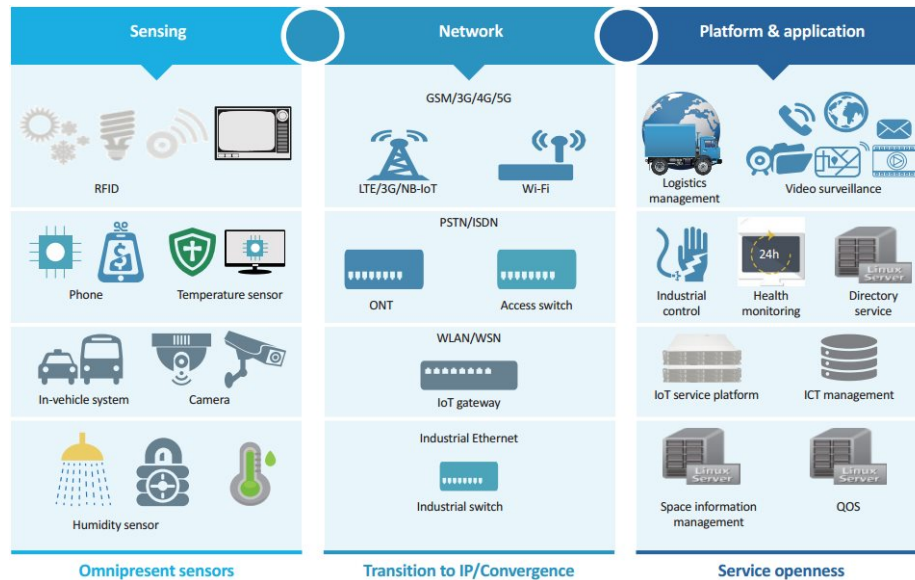 Sensing
RFID
Phone
Temperature sensor
In-vehicle system
Camera
Humidity sensor
Omnipresent sensors
Network
GSM/3G/4G/5G
LTE/3G/NB-IoT
Wi-Fi
PSTN/ISDN
ONT
Access switch
WLAN/WSN
IoT gateway
Industrial Ethernet
Industrial switch
Transition to IP/Convergence
Platform & application
Logistics
management
Video surveillance
$
24h
Linux
Server
Industrial
control
Health
monitoring
Directory
service
IoT service platform
ICT management
Linux
Server
Linux
Server
Space information
management
QOS
Service openness